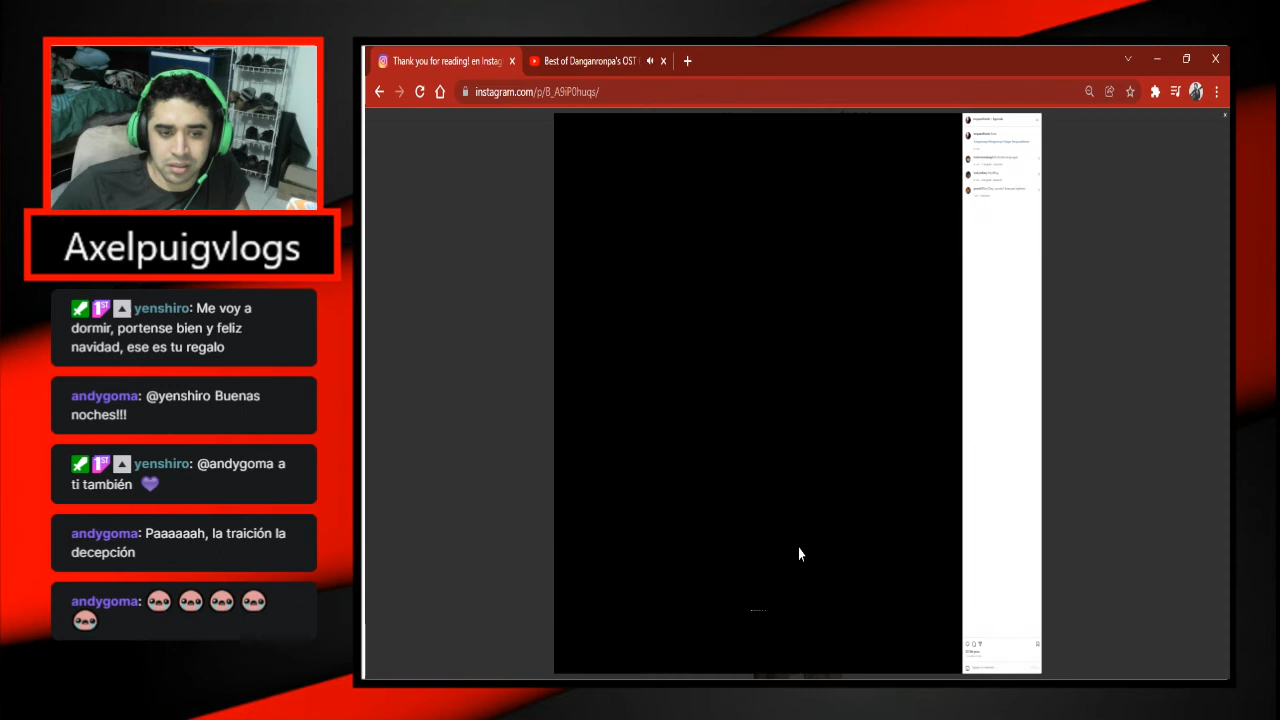 Thank you for reading! en Instag
Best of Danganronpa's OST
instagram.com/p/B_A9iP0huqs/
Axelpuigvlogs
1ST yenshiro: Me voy a
dormir, portense bien y feliz
navidad, ese es tu regalo
andygoma: @yenshiro Buenas
noches!!!
1ST yenshiro: @andygoma a
ti también
andygoma: Paaaaaah, la traición la
decepción
andygoma: